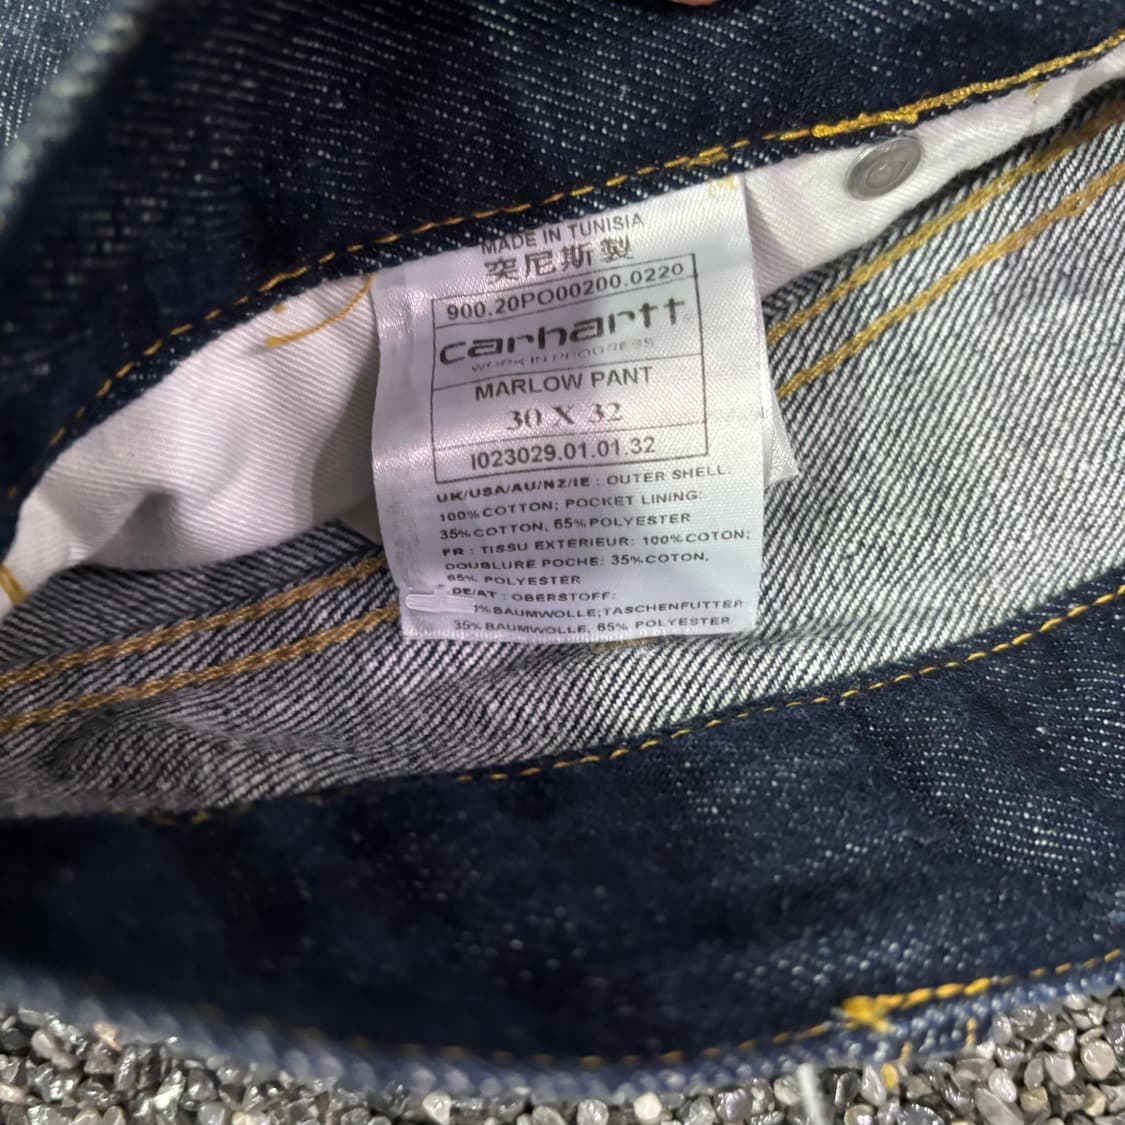 MADE IN TUNISIA
突尼斯製
900.20PO00200.0220
carhartt
WORK IN PROGRESS
MARLOW PANT
30 X 32
I023029.01.01.32
UK/USA/AU/NZ/IE : OUTER SHELL:
100%COTTON; POCKET LINING:
35%COTTON, 65%POLYESTER
FR : TISSU EXTERIEUR: 100%COTON;
DOUBLURE POCHE: 35%COTON,
65% POLYESTER
DE/AT : OBERSTOFF:
1%BAUMWOLLE;TASCHENFUTTER:
35%BAUMWOLLE, 65% POLYESTER